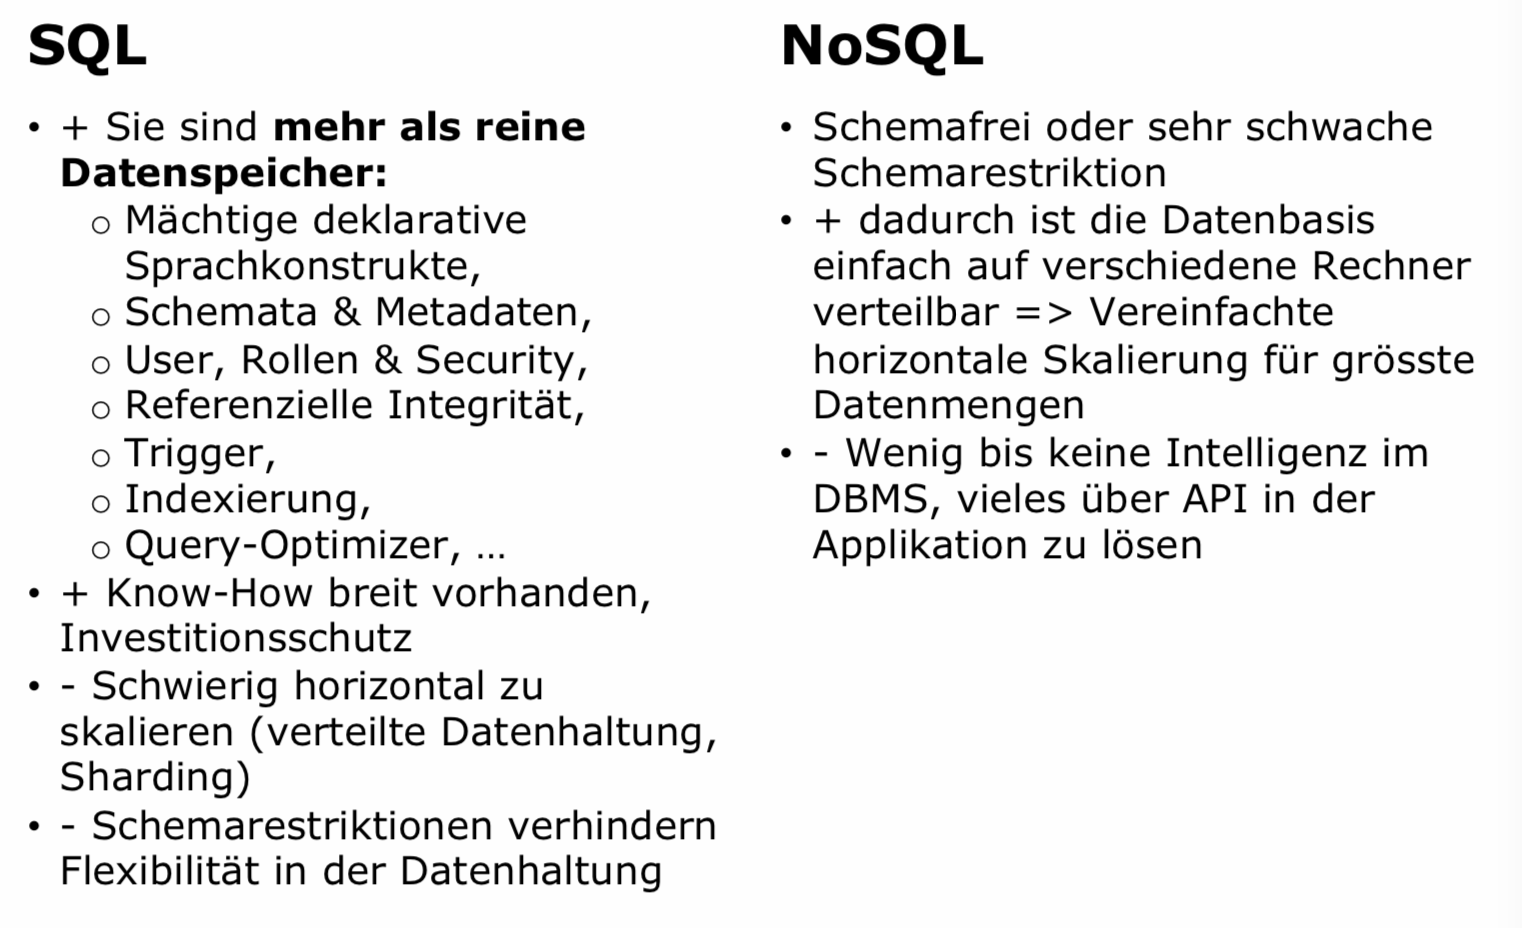 SQL
• + Sie sind mehr als reine
Datenspeicher:
o Mächtige deklarative
Sprachkonstrukte,
o Schemata & Metadaten,
o User, Rollen & Security,
o Referenzielle Integrität,
o Trigger,
o Indexierung,
o Query-Optimizer, …
• + Know-How breit vorhanden,
Investitionsschutz
• - Schwierig horizontal zu
skalieren (verteilte Datenhaltung,
Sharding)
• - Schemarestriktionen verhindern
Flexibilität in der Datenhaltung
NoSQL
• Schemafrei oder sehr schwache
Schemarestriktion
• + dadurch ist die Datenbasis
einfach auf verschiedene Rechner
verteilbar => Vereinfachte
horizontale Skalierung für grösste
Datenmengen
• - Wenig bis keine Intelligenz im
DBMS, vieles über API in der
Applikation zu lösen